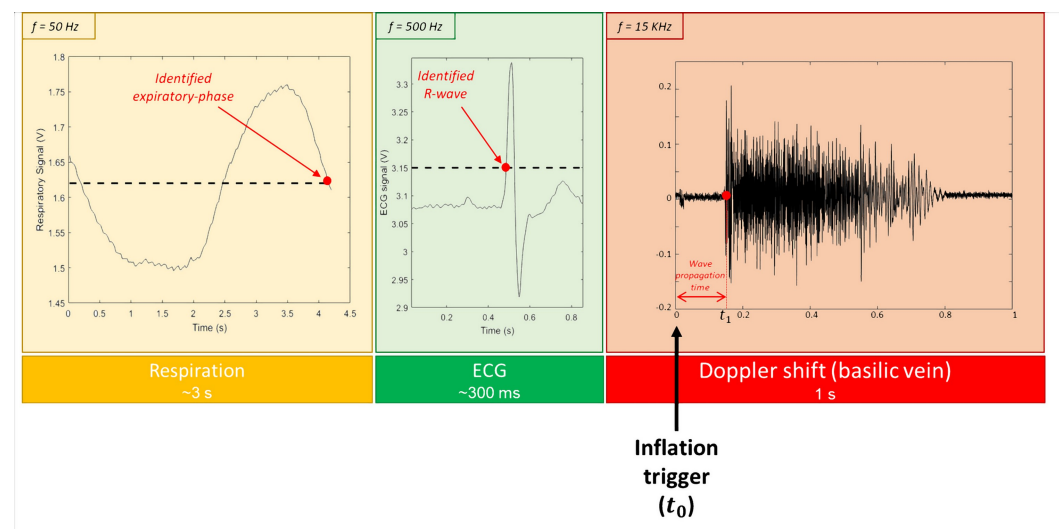 f = 50 Hz
1.8
1.75
1.7
1.65
1.6
1.55
1.5
1.45
Respiratory Signal (V)
Identified
expiratory-phase
0 0.5 1 1.5 2 2.5 3 3.5 4 4.5
Time (s)
Respiration
~3 s
f = 500 Hz
3.3
3.25
3.2
3.15
3.1
3.05
3
2.95
2.9
ECG signal (V)
Identified
R-wave
0.2 0.4 0.6 0.8
Time (s)
ECG
~300 ms
f = 15 KHz
0.2
0.1
0
-0.1
-0.2
Wave
propagation
time
t1
0 0.2 0.4 0.6 0.8 1
Doppler shift (basilic vein)
1 s
Inflation
trigger
(t0)